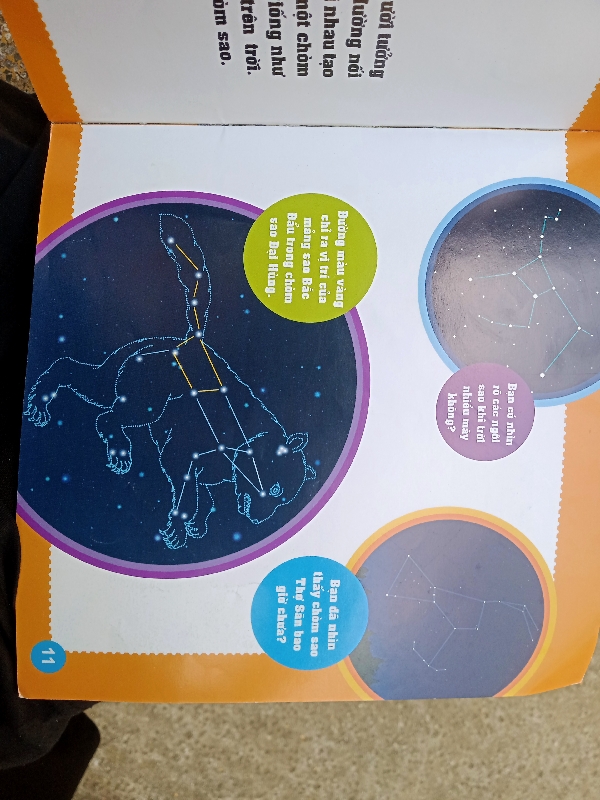 ười tưởng
đường nối
i nhau tạo
một chòm
iống như
trên trời.
òm sao.
Bạn có nhìn
rõ các ngôi
sao khi trời
nhiều mây
không?
Đường màu vàng
chỉ ra vị trí của
mảng sao Bắc
Đẩu trong chòm
sao Đại Hùng.
Bạn đã nhìn
thấy chòm sao
Thợ Săn bao
giờ chưa?
11